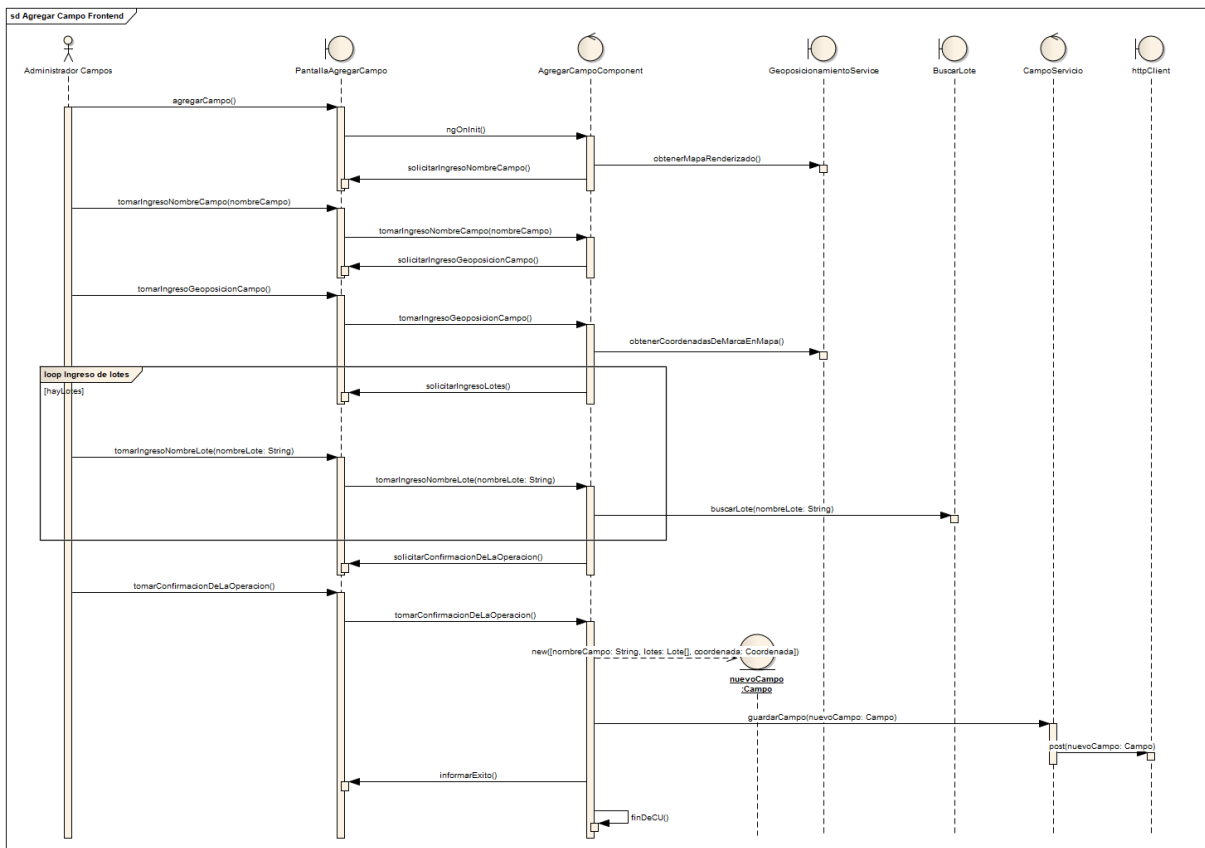 sd Agregar Campo Frontend
Administrador Campos
PantallaAgregarCampo
AgregarCampoComponent
GeoposicionamientoService
BuscarLote
CampoServicio
httpClient
agregarCampo()
ngOnInit()
obtenerMapaRenderizado()
solicitarIngresoNombreCampo()
tomarIngresoNombreCampo(nombreCampo)
tomarIngresoNombreCampo(nombreCampo)
solicitarIngresoGeoposicionCampo()
tomarIngresoGeoposicionCampo()
tomarIngresoGeoposicionCampo()
obtenerCoordenadasDeMarcaEnMapa()
loop Ingreso de lotes
[hayLotes]
solicitarIngresoLotes()
tomarIngresoNombreLote(nombreLote: String)
tomarIngresoNombreLote(nombreLote: String)
buscarLote(nombreLote: String)
solicitarConfirmacionDeLaOperacion()
tomarConfirmacionDeLaOperacion()
tomarConfirmacionDeLaOperacion()
new([nombreCampo: String, lotes: Lote[], coordenada: Coordenada])
nuevoCampo
:Campo
guardarCampo(nuevoCampo: Campo)
post(nuevoCampo: Campo)
informarExito()
finDeCU()